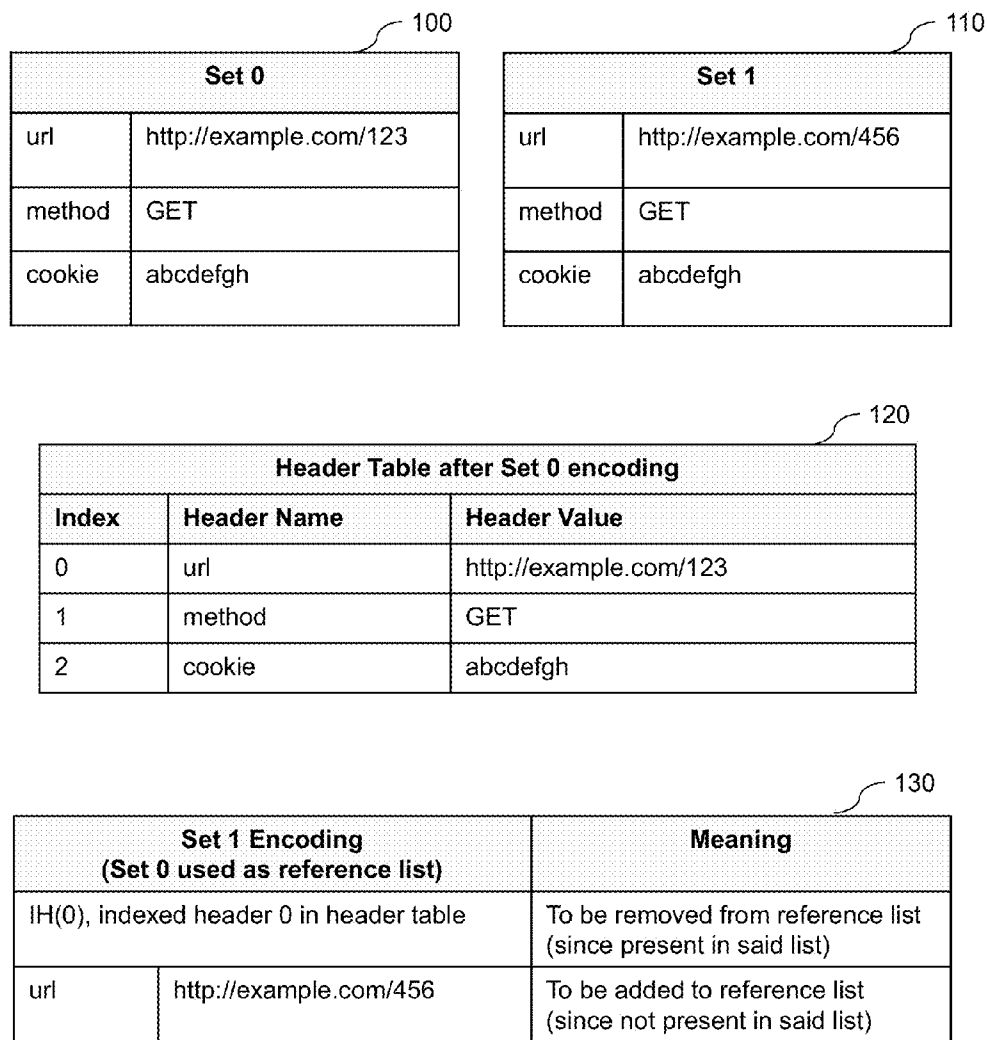 100
110
Set 0
url http://example.com/123
method GET
cookie abcdefgh
Set 1
url http://example.com/456
method GET
cookie abcdefgh
120
Header Table after Set 0 encoding
Index Header Name Header Value
0 url http://example.com/123
1 method GET
2 cookie abcdefgh
130
Set 1 Encoding
(Set 0 used as reference list)
Meaning
IH(0), indexed header 0 in header table
To be removed from reference list
(since present in said list)
url http://example.com/456
To be added to reference list
(since not present in said list)